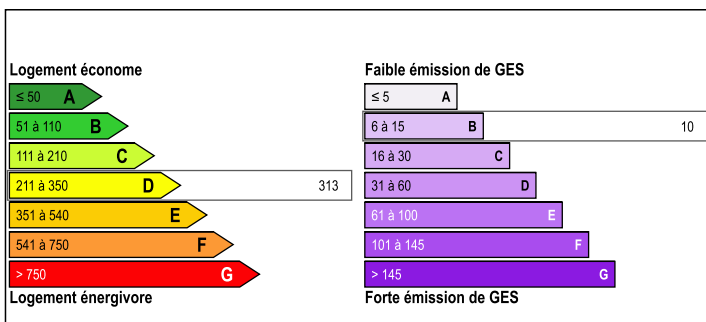 Logement économe
≤ 50 A
51 à 110 B
111 à 210 C
211 à 350 D 313
351 à 540 E
541 à 750 F
> 750 G
Logement énergivore
Faible émission de GES
≤ 5 A
6 à 15 B 10
16 à 30 C
31 à 60 D
61 à 100 E
101 à 145 F
> 145 G
Forte émission de GES